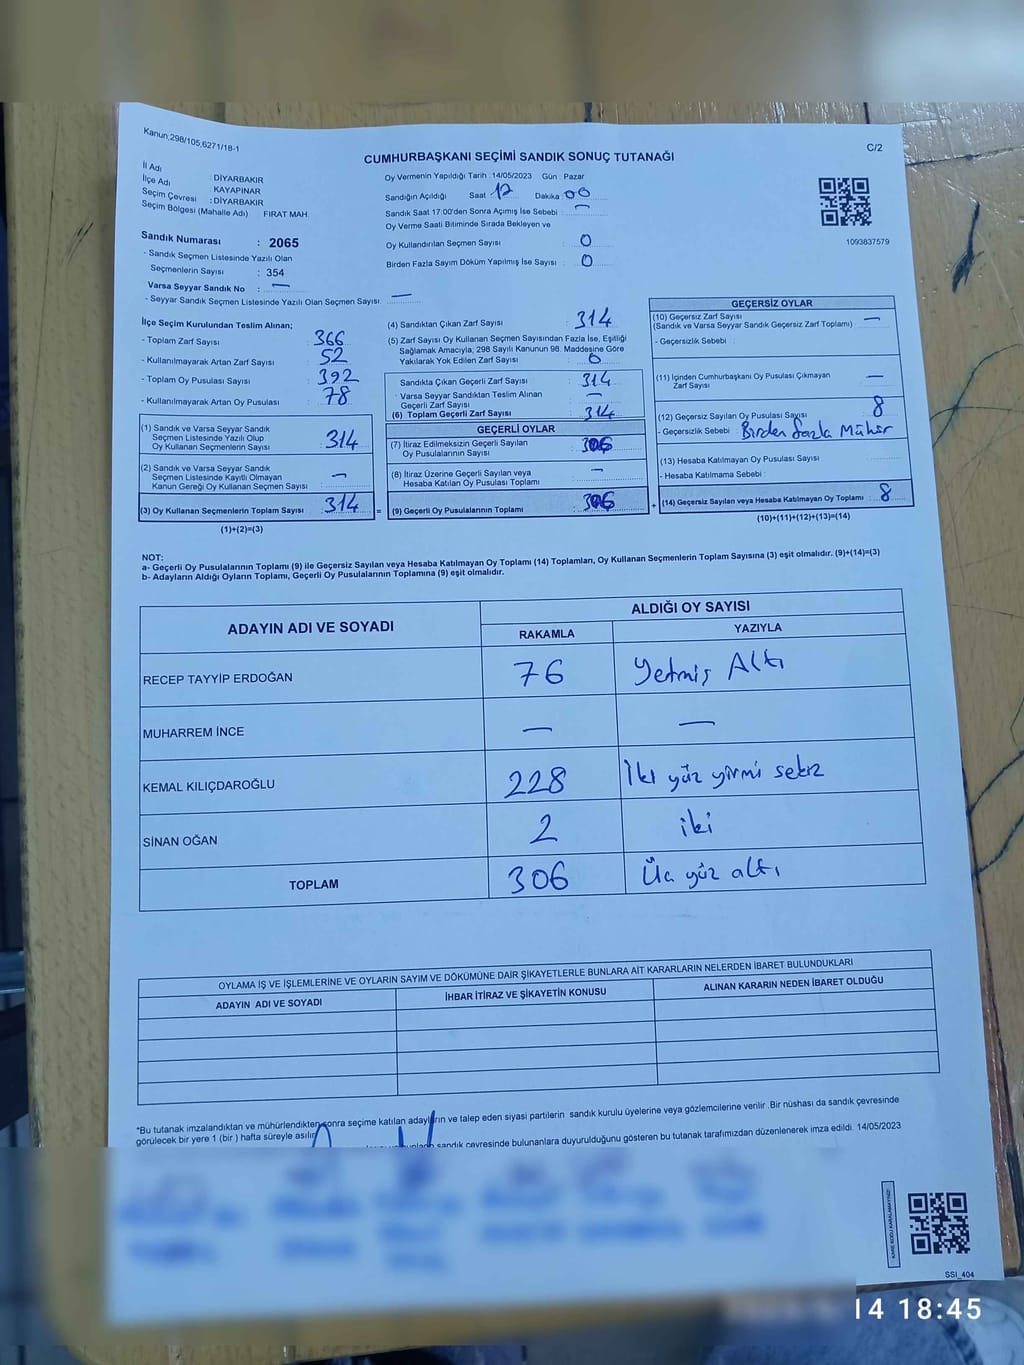 Kanun,298/105,6271/18-1
C/2
CUMHURBAŞKANI SEÇİMİ SANDIK SONUÇ TUTANAĞI
İl Adı DİYARBAKIR
İlçe Adı KAYAPINAR
Seçim Çevresi : DİYARBAKIR
Seçim Bölgesi (Mahalle Adı) FIRAT MAH.
Sandık Numarası : 2065
- Sandık Seçmen Listesinde Yazılı Olan
Seçmenlerin Sayısı : 354
Varsa Seyyar Sandık No : —
- Seyyar Sandık Seçmen Listesinde Yazılı Olan Seçmen Sayısı: —
Oy Vermenin Yapıldığı Tarih : 14/05/2023 Gün : Pazar
Sandığın Açıldığı Saat 17 Dakika 00
Sandık Saat 17:00'den Sonra Açımış İse Sebebi : —
Oy Verme Saati Bitiminde Sırada Bekleyen ve
Oy Kullandırılan Seçmen Sayısı : 0
Birden Fazla Sayım Döküm Yapılmış İse Sayısı : 0
1093837579
İlçe Seçim Kurulundan Teslim Alınan;
- Toplam Zarf Sayısı : 366
- Kullanılmayarak Artan Zarf Sayısı : 52
- Toplam Oy Pusulası Sayısı : 392
- Kullanılmayarak Artan Oy Pusulası : 78
(1) Sandık ve Varsa Seyyar Sandık
Seçmen Listesinde Yazılı Olup
Oy Kullanan Seçmenlerin Sayısı : 314
(2) Sandık ve Varsa Seyyar Sandık
Seçmen Listesinde Kayıtlı Olmayan
Kanun Gereği Oy Kullanan Seçmen Sayısı : —
(3) Oy Kullanan Seçmenlerin Toplam Sayısı : 314 =
(1)+(2)=(3)
(4) Sandıktan Çıkan Zarf Sayısı : 314
(5) Zarf Sayısı Oy Kullanan Seçmen Sayısından Fazla İse, Eşitliği
Sağlamak Amacıyla; 298 Sayılı Kanunun 98. Maddesine Göre
Yakılarak Yok Edilen Zarf Sayısı : 0
Sandıkta Çıkan Geçerli Zarf Sayısı : 314
Varsa Seyyar Sandıktan Teslim Alınan
Geçerli Zarf Sayısı : —
(6) Toplam Geçerli Zarf Sayısı : 314
GEÇERLİ OYLAR
(7) İtiraz Edilmeksizin Geçerli Sayılan
Oy Pusulalarının Sayısı : 306
(8) İtiraz Üzerine Geçerli Sayılan veya
Hesaba Katılan Oy Pusulası Toplamı : —
(9) Geçerli Oy Pusulalarının Toplamı : 306 +
GEÇERSİZ OYLAR
(10) Geçersiz Zarf Sayısı : —
(Sandık ve Varsa Seyyar Sandık Geçersiz Zarf Toplamı)
- Geçersizlik Sebebi :
(11) İçinden Cumhurbaşkanı Oy Pusulası Çıkmayan
Zarf Sayısı : —
(12) Geçersiz Sayılan Oy Pusulası Sayısı : 8
- Geçersizlik Sebebi : Birden fazla Mühür
(13) Hesaba Katılmayan Oy Pusulası Sayısı :
- Hesaba Katılmama Sebebi :
(14) Geçersiz Sayılan veya Hesaba Katılmayan Oy Toplamı : 8
(10)+(11)+(12)+(13)=(14)
NOT:
a- Geçerli Oy Pusulalarının Toplamı (9) ile Geçersiz Sayılan veya Hesaba Katılmayan Oy Toplamı (14) Toplamları, Oy Kullanan Seçmenlerin Toplam Sayısına (3) eşit olmalıdır. (9)+(14)=(3)
b- Adayların Aldığı Oyların Toplamı, Geçerli Oy Pusulalarının Toplamına (9) eşit olmalıdır.
ADAYIN ADI VE SOYADI ALDIĞI OY SAYISI
RAKAMLA YAZIYLA
RECEP TAYYİP ERDOĞAN 76 Yetmiş Altı
MUHARREM İNCE — —
KEMAL KILIÇDAROĞLU 228 İki yüz yirmi sekiz
SİNAN OĞAN 2 iki
TOPLAM 306 Üç yüz altı
OYLAMA İŞ VE İŞLEMLERİNE VE OYLARIN SAYIM VE DÖKÜMÜNE DAİR ŞİKAYETLERLE BUNLARA AİT KARARLARIN NELERDEN İBARET BULUNDUKLARI
ADAYIN ADI VE SOYADI İHBAR İTİRAZ VE ŞİKAYETİN KONUSU ALINAN KARARIN NEDEN İBARET OLDUĞU
*Bu tutanak imzalandıktan ve mühürlendikten sonra seçime katılan adayların ve talep eden siyasi partilerin sandık kurulu üyelerine veya gözlemcilerine verilir .Bir nüshası da sandık çevresinde
görülecek bir yere 1 (bir ) hafta süreyle asılır
sandık çevresinde bulunanlara duyurulduğunu gösteren bu tutanak tarafımızdan düzenlenerek imza edildi. 14/05/2023
SSI_404
14 18:45